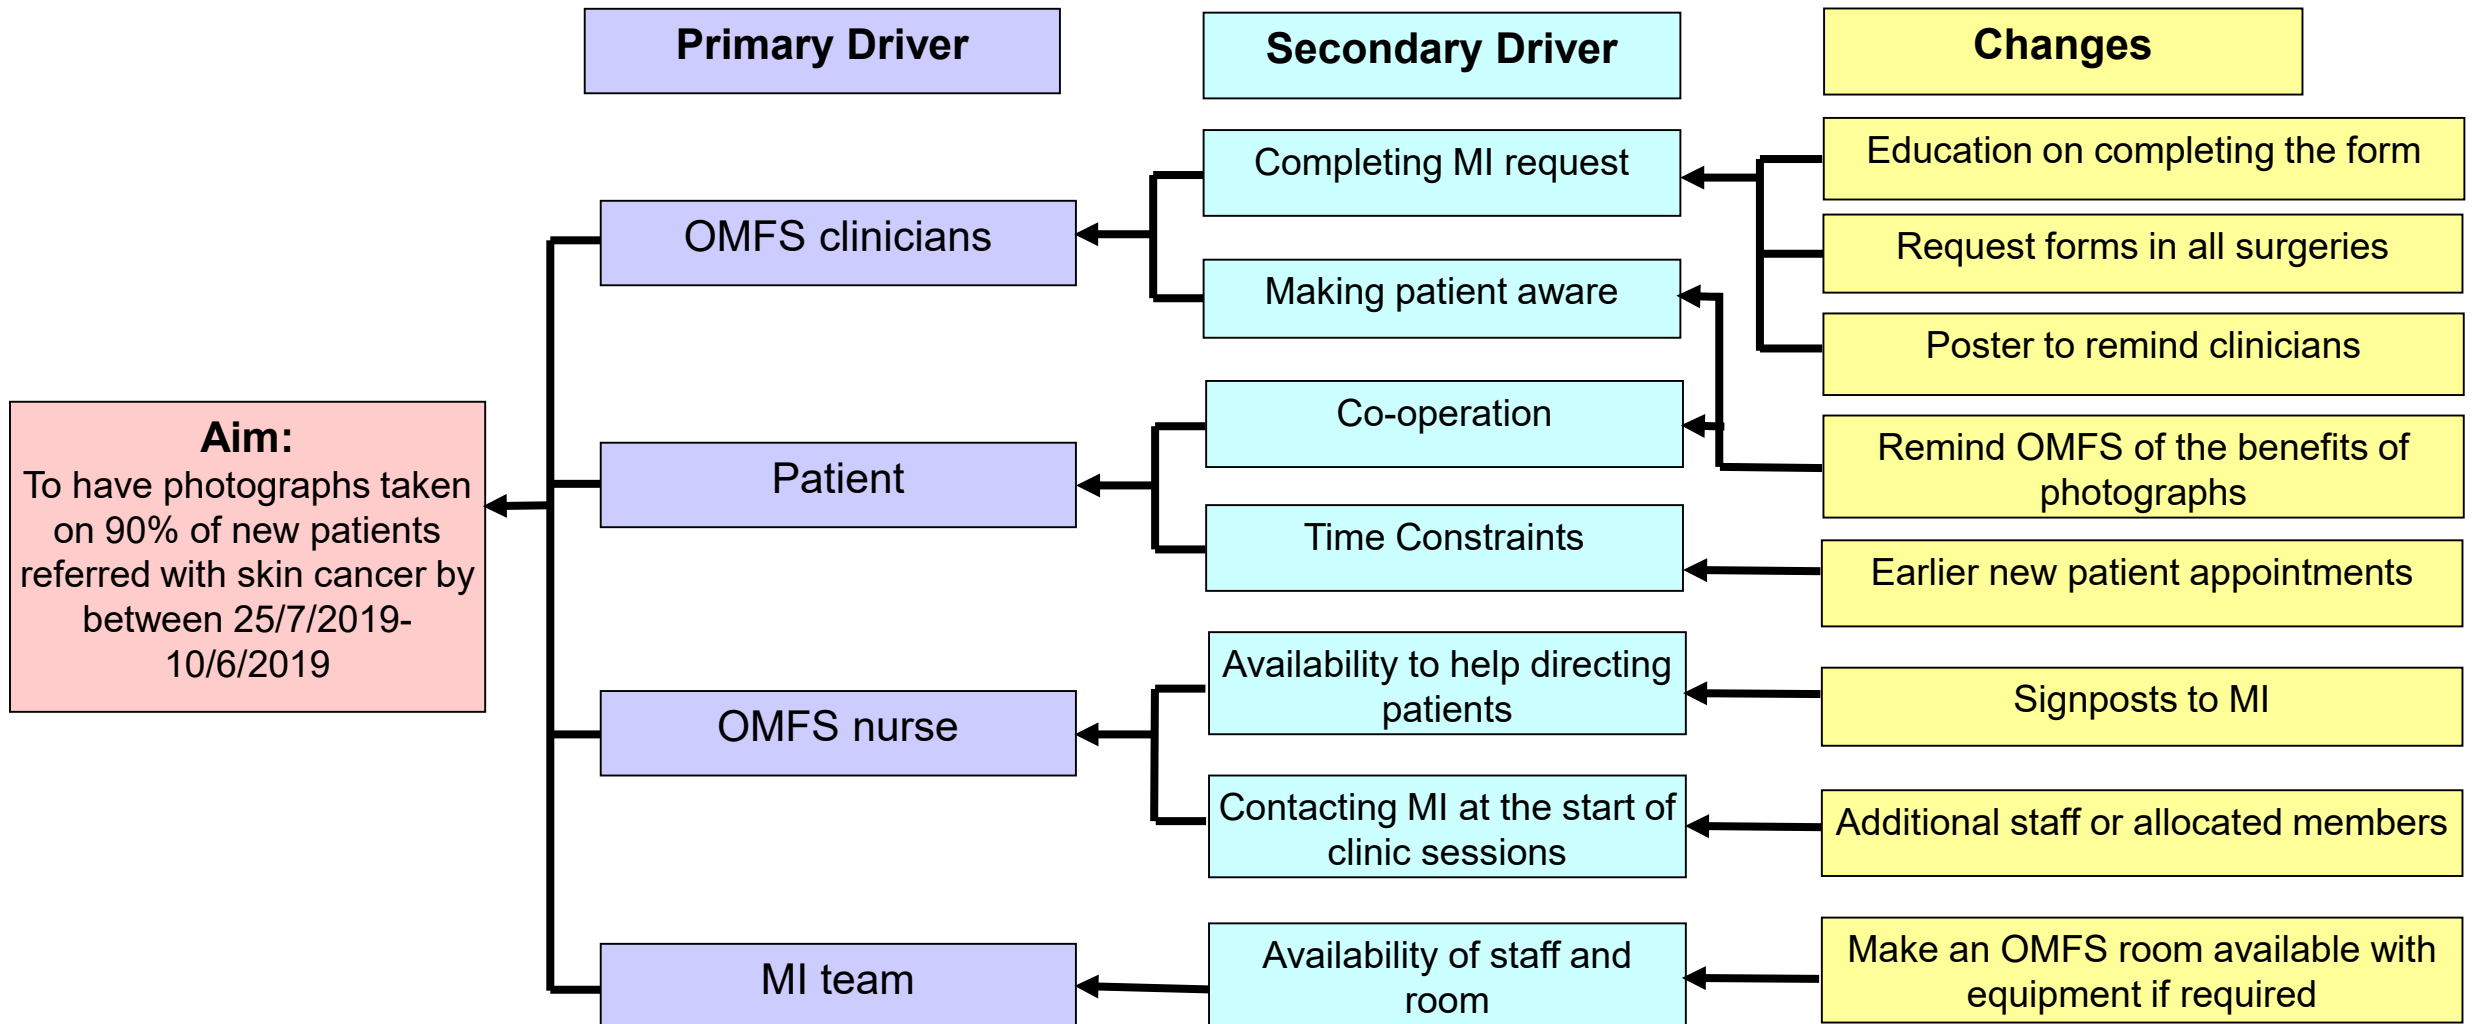 Primary Driver
Secondary Driver
Changes
Aim:
To have photographs taken
on 90% of new patients
referred with skin cancer by
between 25/7/2019-
10/6/2019
OMFS clinicians
Patient
OMFS nurse
MI team
Completing MI request
Making patient aware
Co-operation
Time Constraints
Availability to help directing
patients
Contacting MI at the start of
clinic sessions
Availability of staff and
room
Education on completing the form
Request forms in all surgeries
Poster to remind clinicians
Remind OMFS of the benefits of
photographs
Earlier new patient appointments
Signposts to MI
Additional staff or allocated members
Make an OMFS room available with
equipment if required